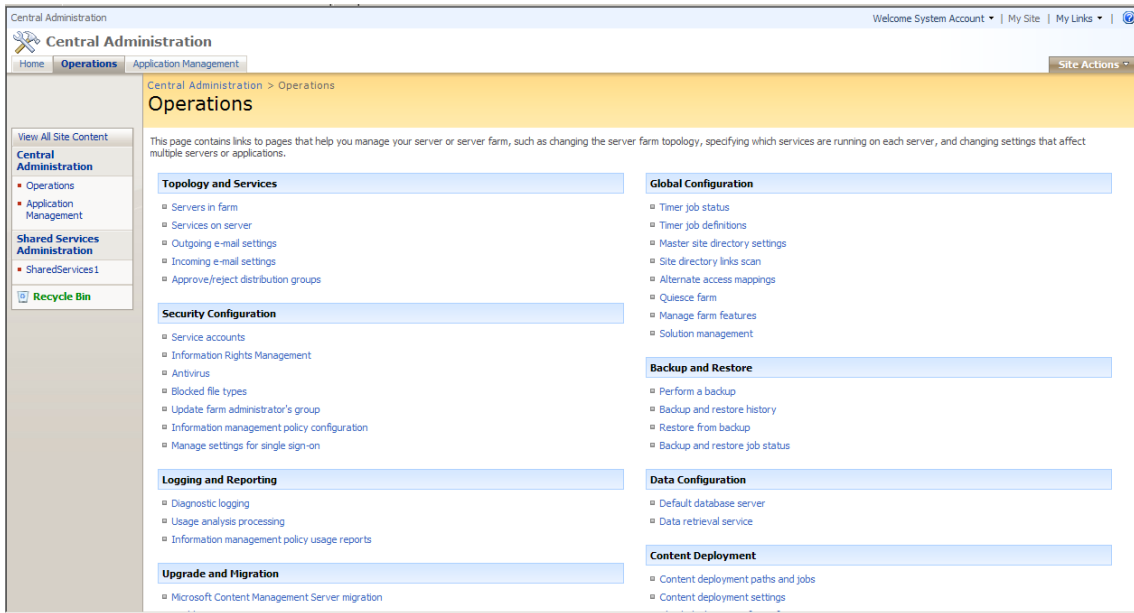 Central Administration
Welcome System Account | My Site | My Links |
Central Administration
Home Operations Application Management
Site Actions
Central Administration > Operations
Operations
View All Site Content
Central
Administration
Operations
Application
Management
Shared Services
Administration
SharedServices1
Recycle Bin
This page contains links to pages that help you manage your server or server farm, such as changing the server farm topology, specifying which services are running on each server, and changing settings that affect
multiple servers or applications.
Topology and Services
Servers in farm
Services on server
Outgoing e-mail settings
Incoming e-mail settings
Approve/reject distribution groups
Security Configuration
Service accounts
Information Rights Management
Antivirus
Blocked file types
Update farm administrator's group
Information management policy configuration
Manage settings for single sign-on
Logging and Reporting
Diagnostic logging
Usage analysis processing
Information management policy usage reports
Upgrade and Migration
Microsoft Content Management Server migration
Global Configuration
Timer job status
Timer job definitions
Master site directory settings
Site directory links scan
Alternate access mappings
Quiesce farm
Manage farm features
Solution management
Backup and Restore
Perform a backup
Backup and restore history
Restore from backup
Backup and restore job status
Data Configuration
Default database server
Data retrieval service
Content Deployment
Content deployment paths and jobs
Content deployment settings